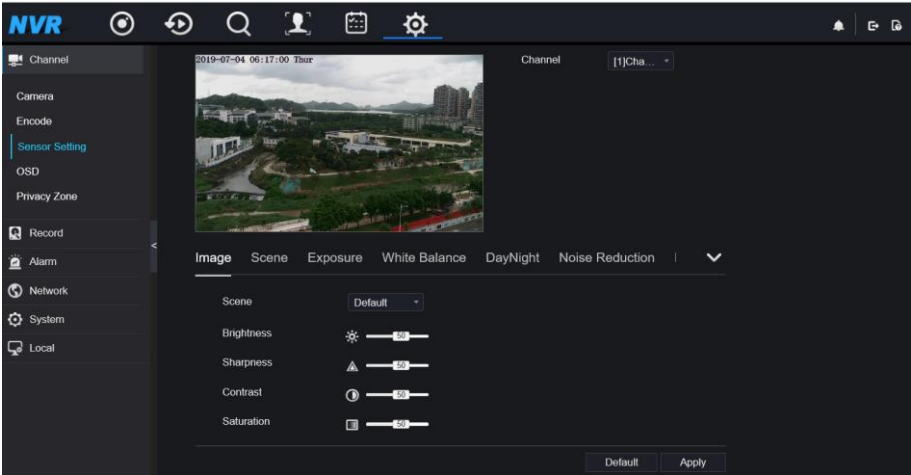 NVR
Channel
Camera
Encode
Sensor Setting
OSD
Privacy Zone
Record
Alarm
Network
System
Local
<
2019-07-04 06:17:00 Thur
Channel [1]Cha...
Image Scene Exposure White Balance DayNight Noise Reduction
Scene Default
Brightness 50
Sharpness 50
Contrast 50
Saturation 50
Default Apply